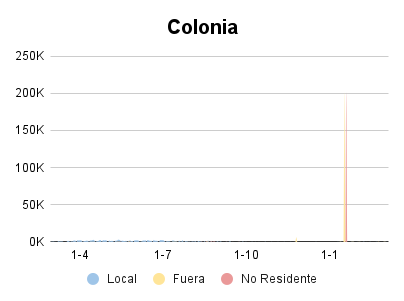 Colonia
250K
200K
150K
100K
50K
0K
1-4 1-7 1-10 1-1
Local Fuera No Residente